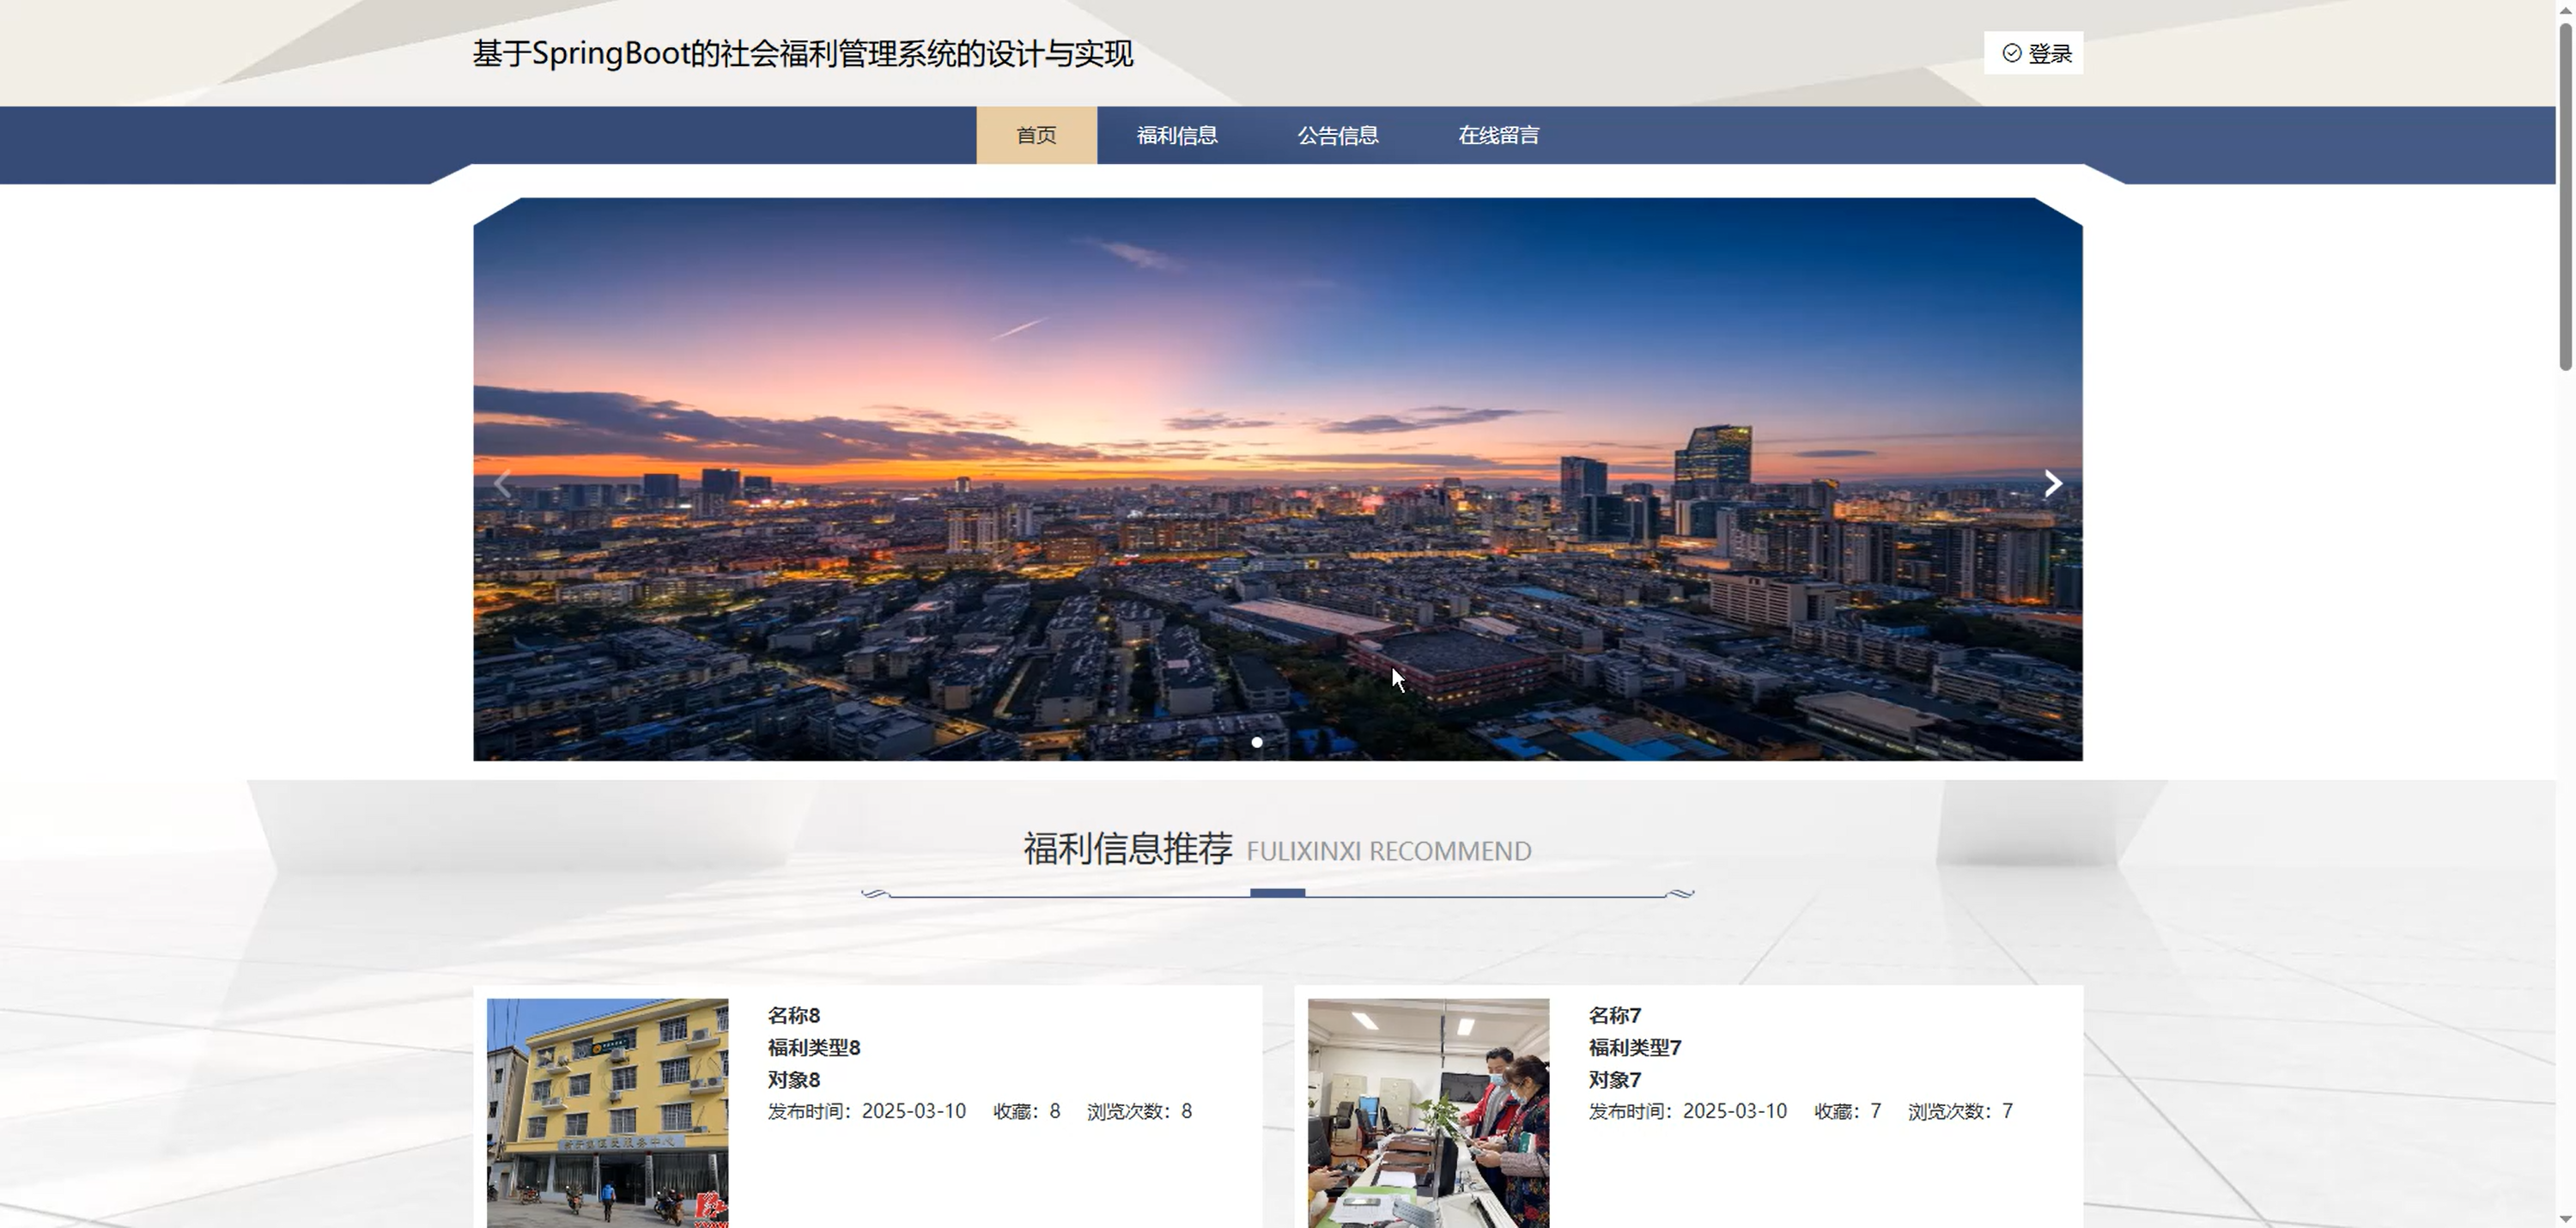 基于SpringBoot的社会福利管理系统的设计与实现
登录
首页 福利信息 公告信息 在线留言
福利信息推荐 FULIXINXI RECOMMEND
名称8
福利类型8
对象8
发布时间：2025-03-10 收藏：8 浏览次数：8
名称7
福利类型7
对象7
发布时间：2025-03-10 收藏：7 浏览次数：7